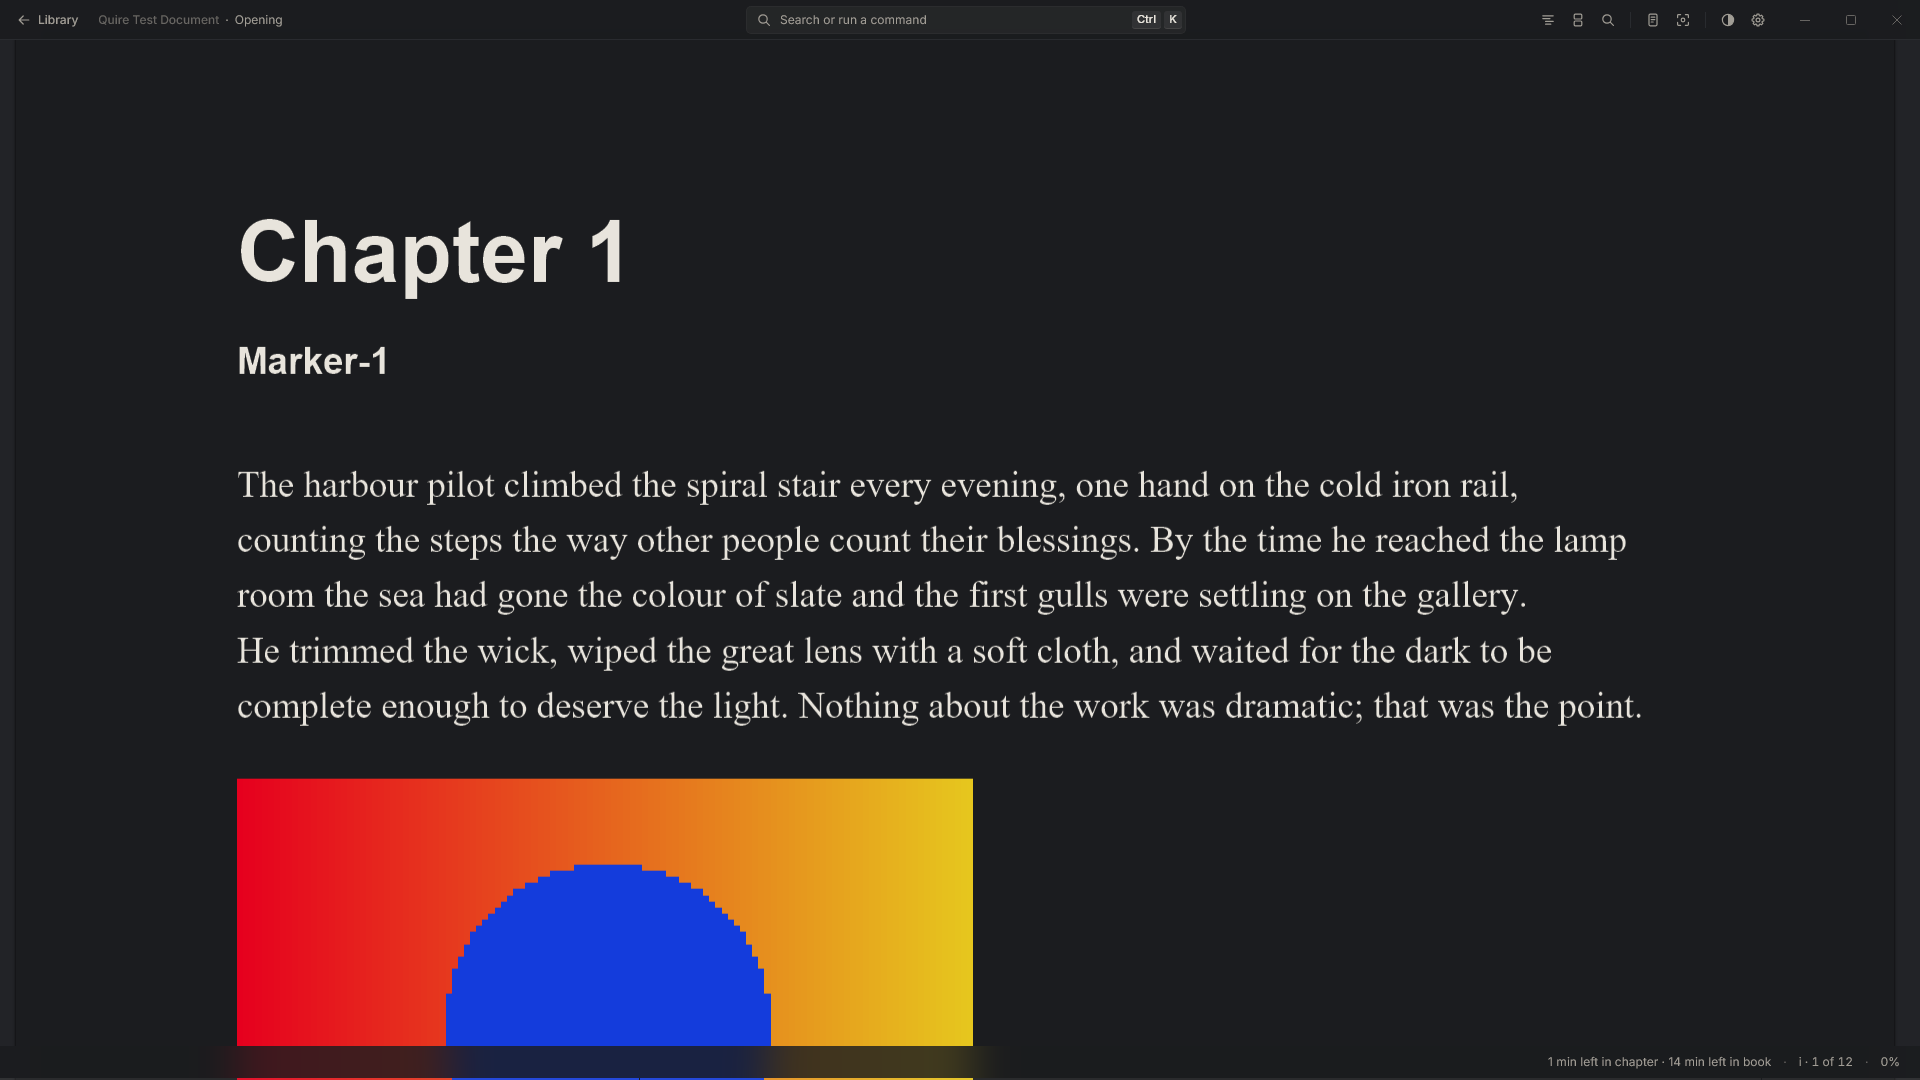 Library
Quire Test Document · Opening
Search or run a command
Ctrl K
Chapter 1
Marker-1
The harbour pilot climbed the spiral stair every evening, one hand on the cold iron rail,
counting the steps the way other people count their blessings. By the time he reached the lamp
room the sea had gone the colour of slate and the first gulls were settling on the gallery.
He trimmed the wick, wiped the great lens with a soft cloth, and waited for the dark to be
complete enough to deserve the light. Nothing about the work was dramatic; that was the point.
1 min left in chapter · 14 min left in book · i · 1 of 12 · 0%